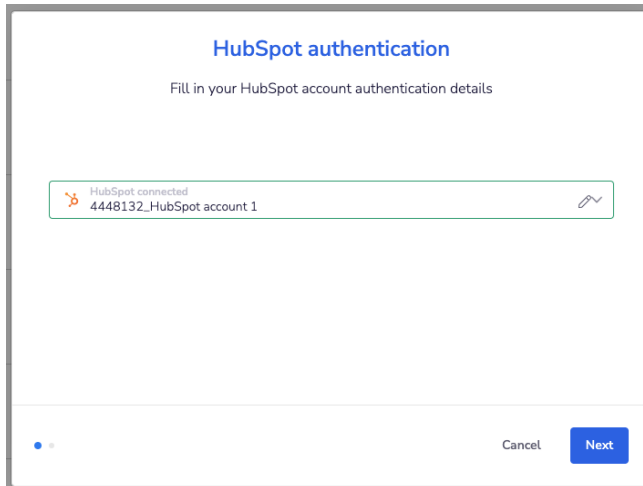 HubSpot authentication
Fill in your HubSpot account authentication details
HubSpot connected
4448132_HubSpot account 1
Cancel
Next